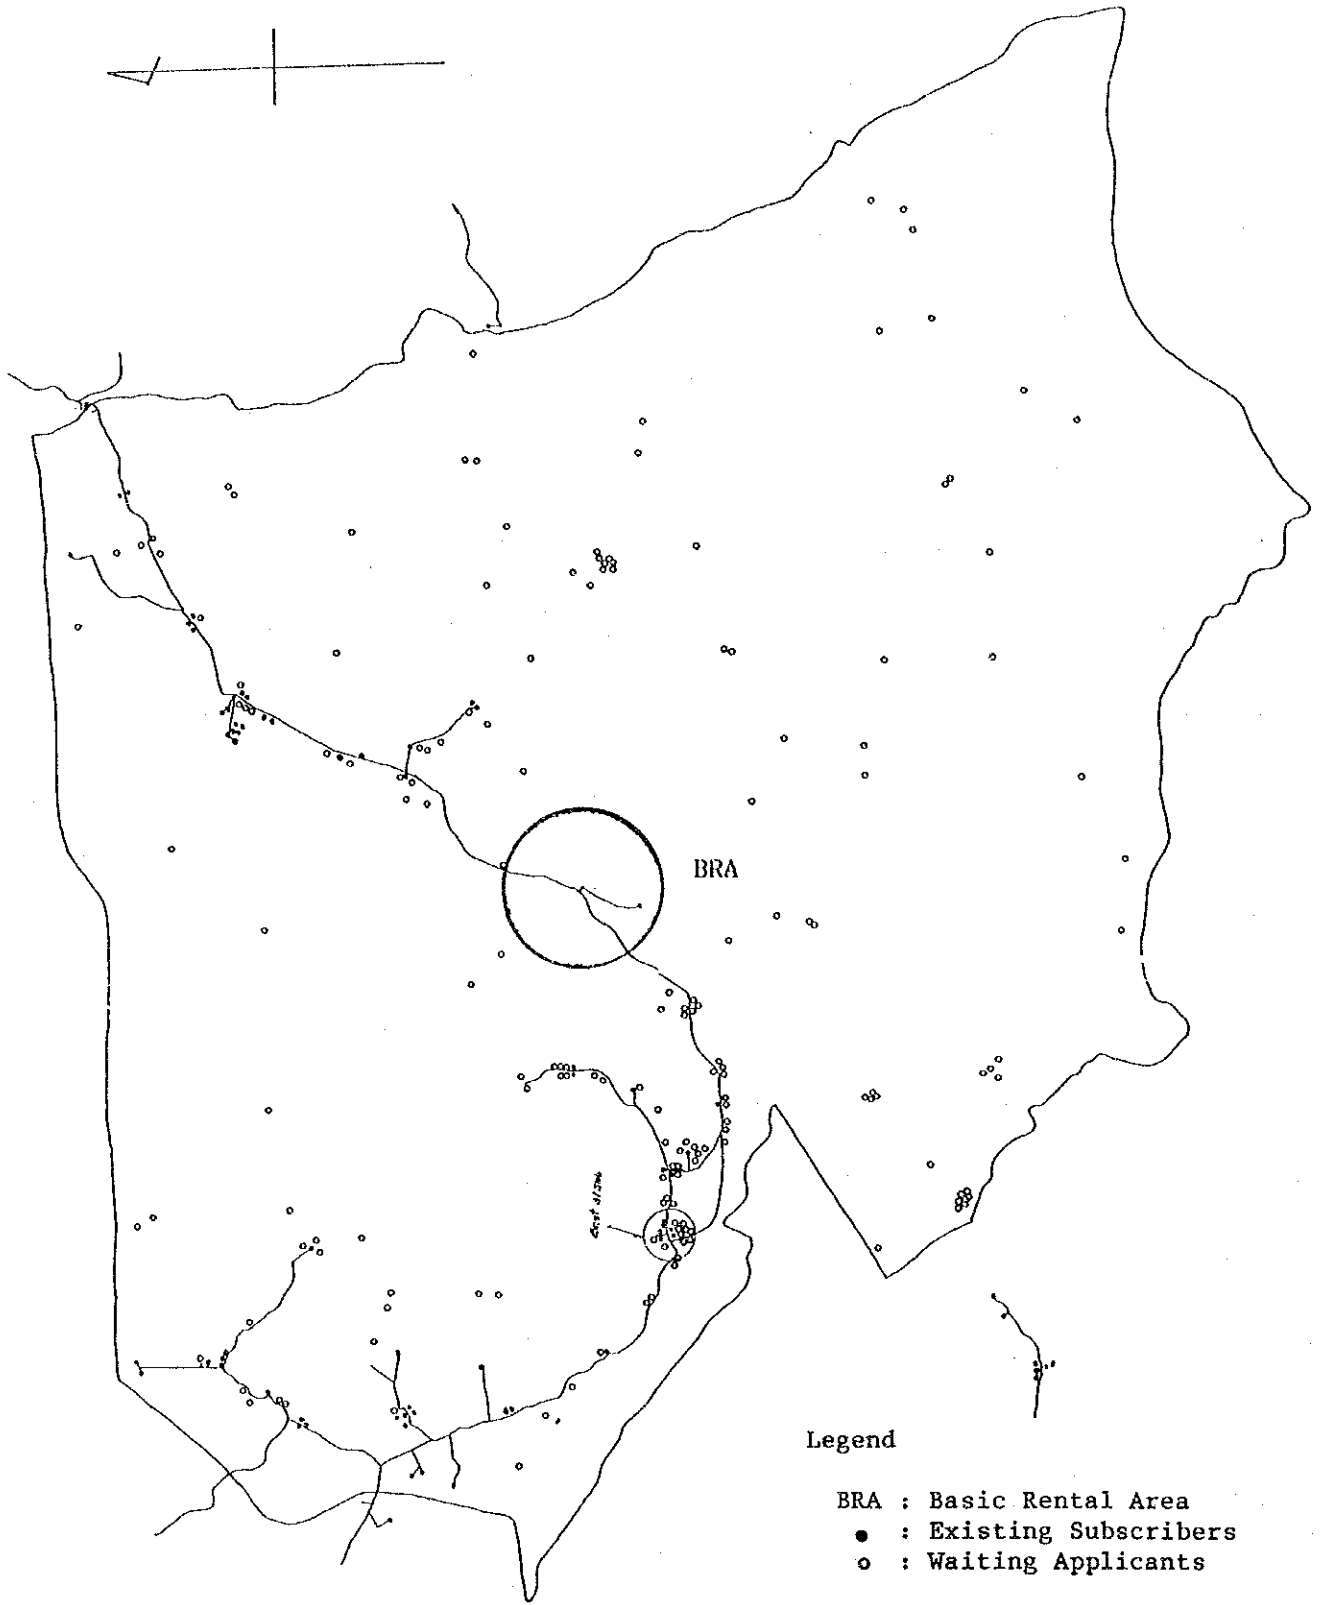 BRA
Legend
BRA : Basic Rental Area
● : Existing Subscribers
○ : Waiting Applicants